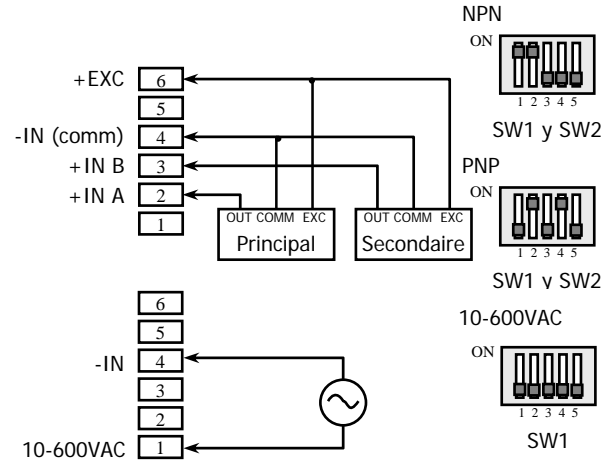 NPN
ON
1 2 3 4 5
SW1 y SW2
+EXC 6
5
-IN (comm) 4
+IN B 3
+IN A 2
1
OUT COMM EXC
Principal
OUT COMM EXC
Secondaire
PNP
ON
1 2 3 4 5
SW1 y SW2
6
5
-IN 4
3
2
10-600VAC 1
10-600VAC
ON
1 2 3 4 5
SW1